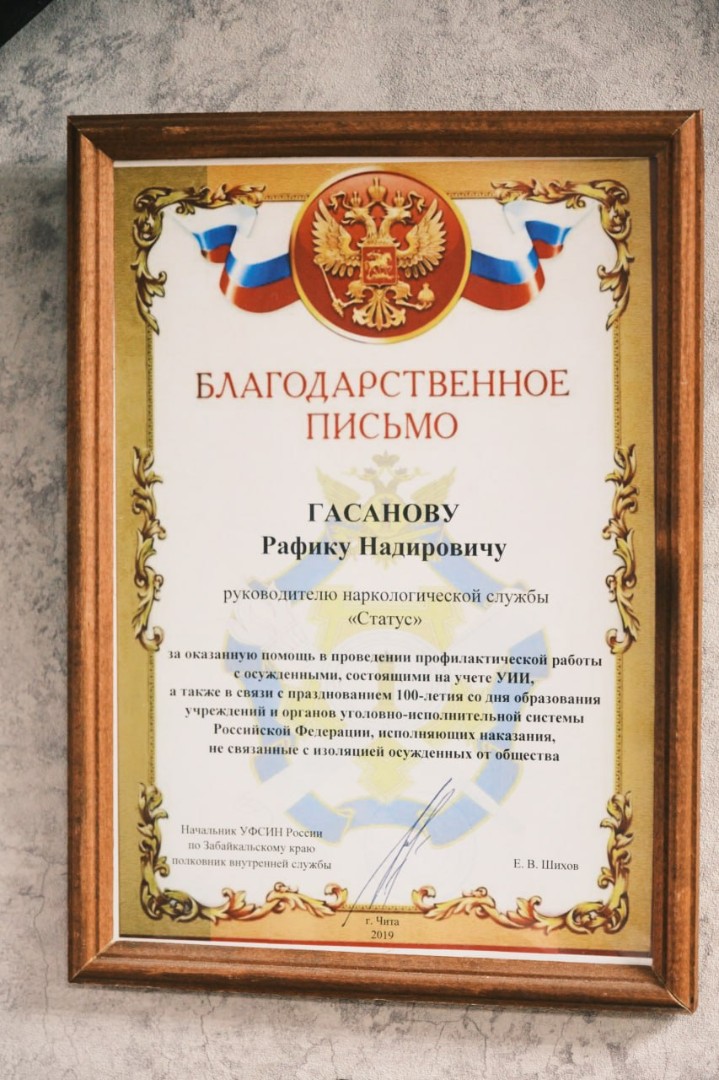 БЛАГОДАРСТВЕННОЕ
ПИСЬМО
ГАСАНОВУ
Рафику Надировичу
руководителю наркологической службы
«Статус»
за оказанную помощь в проведении профилактической работы
с осужденными, состоящими на учете УИИ,
а также в связи с празднованием 100-летия со дня образования
учреждений и органов уголовно-исполнительной системы
Российской Федерации, исполняющих наказания,
не связанные с изоляцией осужденных от общества
Начальник УФСИН России
по Забайкальскому краю
полковник внутренней службы
Е. В. Шихов
г. Чита
2019